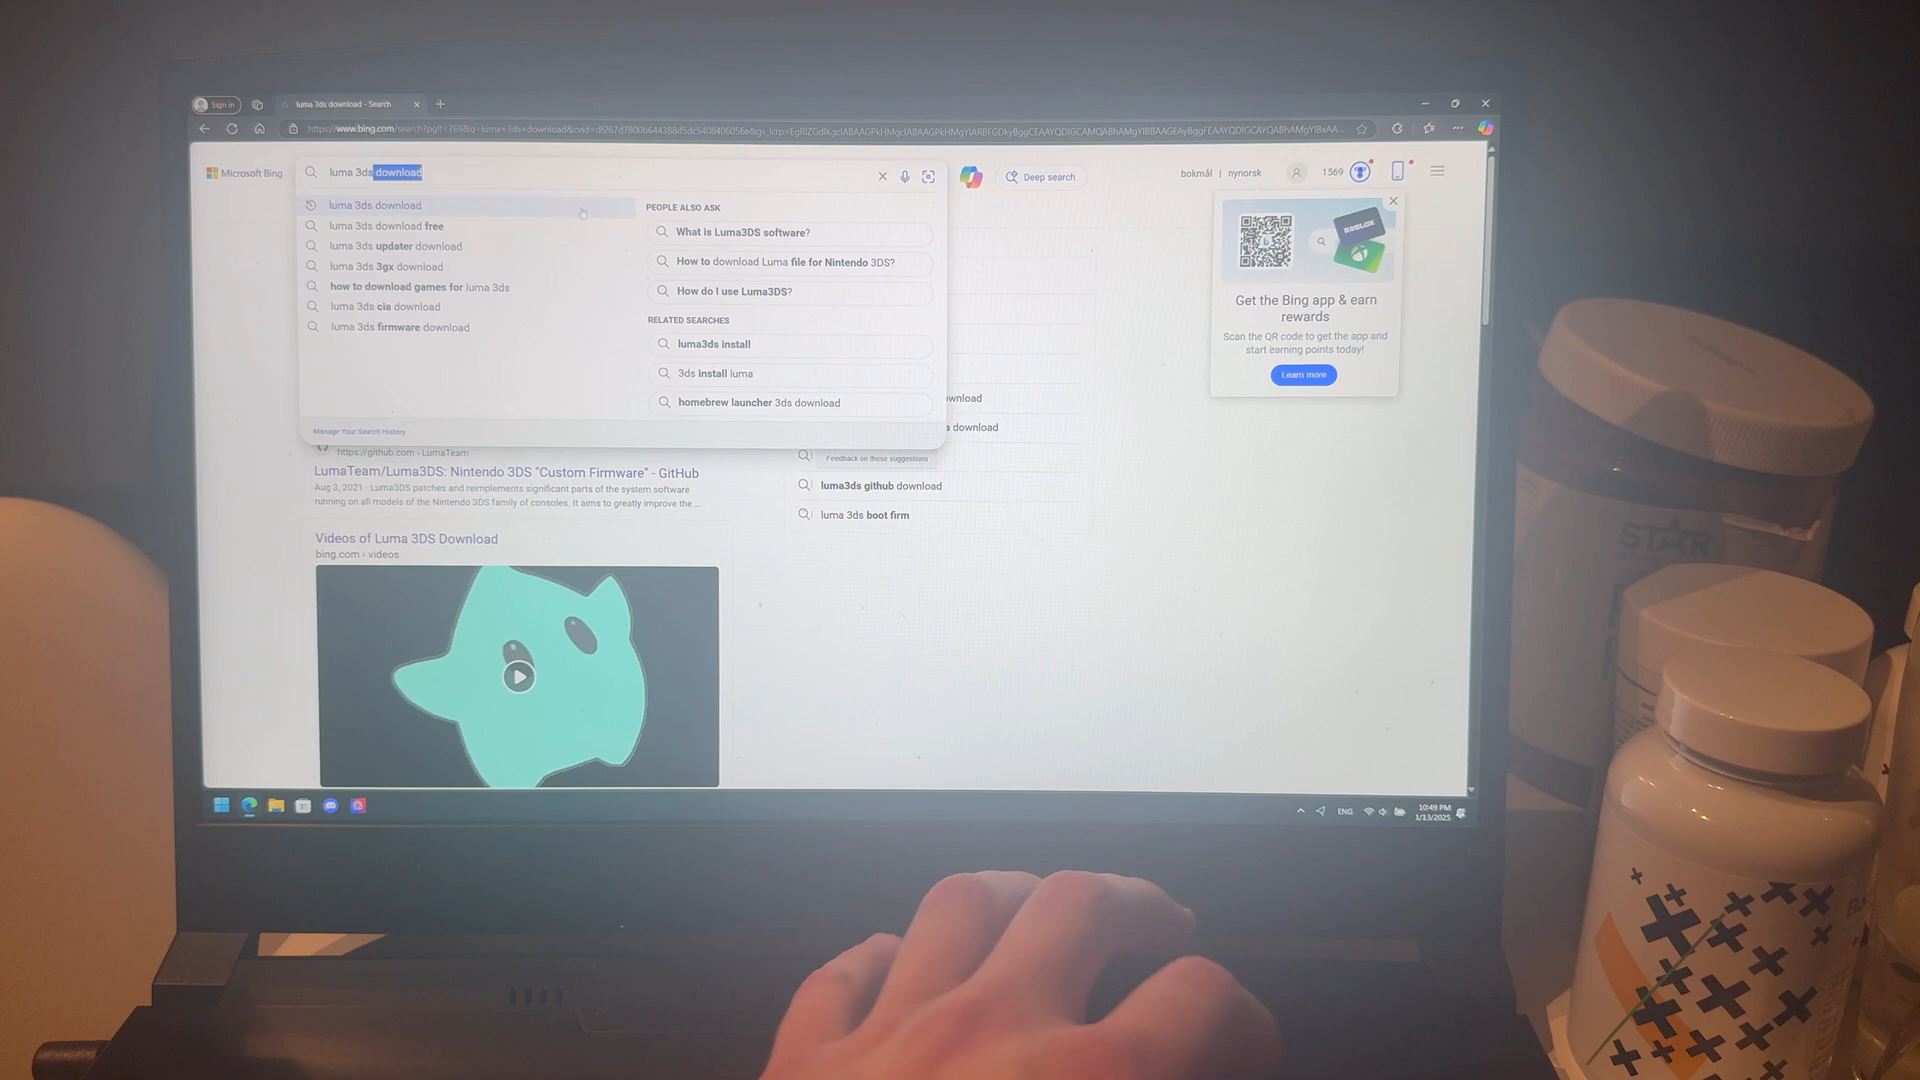 Sign in
luma 3ds download - Search
Microsoft Bing
luma 3ds download
Deep search
bokmål | nynorsk
1569
luma 3ds download
luma 3ds download free
luma 3ds updater download
luma 3ds 3gx download
how to download games for luma 3ds
luma 3ds cia download
luma 3ds firmware download
Manage Your Search History
PEOPLE ALSO ASK
What is Luma3DS software?
How to download Luma file for Nintendo 3DS?
How do I use Luma3DS?
RELATED SEARCHES
luma3ds install
3ds install luma
homebrew launcher 3ds download
wnload
a download
Feedback on these suggestions
luma3ds github download
luma 3ds boot firm
https://github.com › LumaTeam
LumaTeam/Luma3DS: Nintendo 3DS "Custom Firmware" - GitHub
Aug 3, 2021 · Luma3DS patches and reimplements significant parts of the system software
running on all models of the Nintendo 3DS family of consoles. It aims to greatly improve the ...
Videos of Luma 3DS Download
bing.com › videos
ROBLOX
Get the Bing app & earn
rewards
Scan the QR code to get the app and
start earning points today!
Learn more
ENG
10:49 PM
1/13/2025
STAR